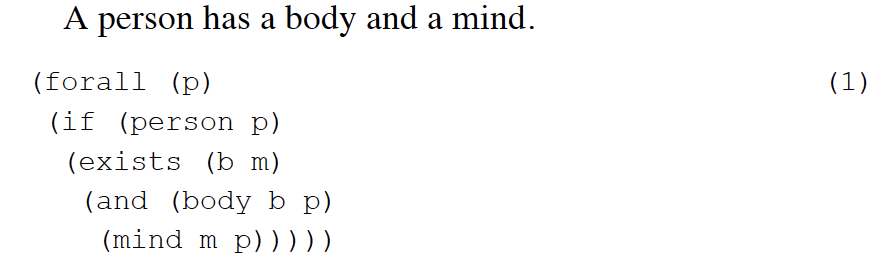 A person has a body and a mind.
(forall (p) (1)
(if (person p)
(exists (b m)
(and (body b p)
(mind m p)))))